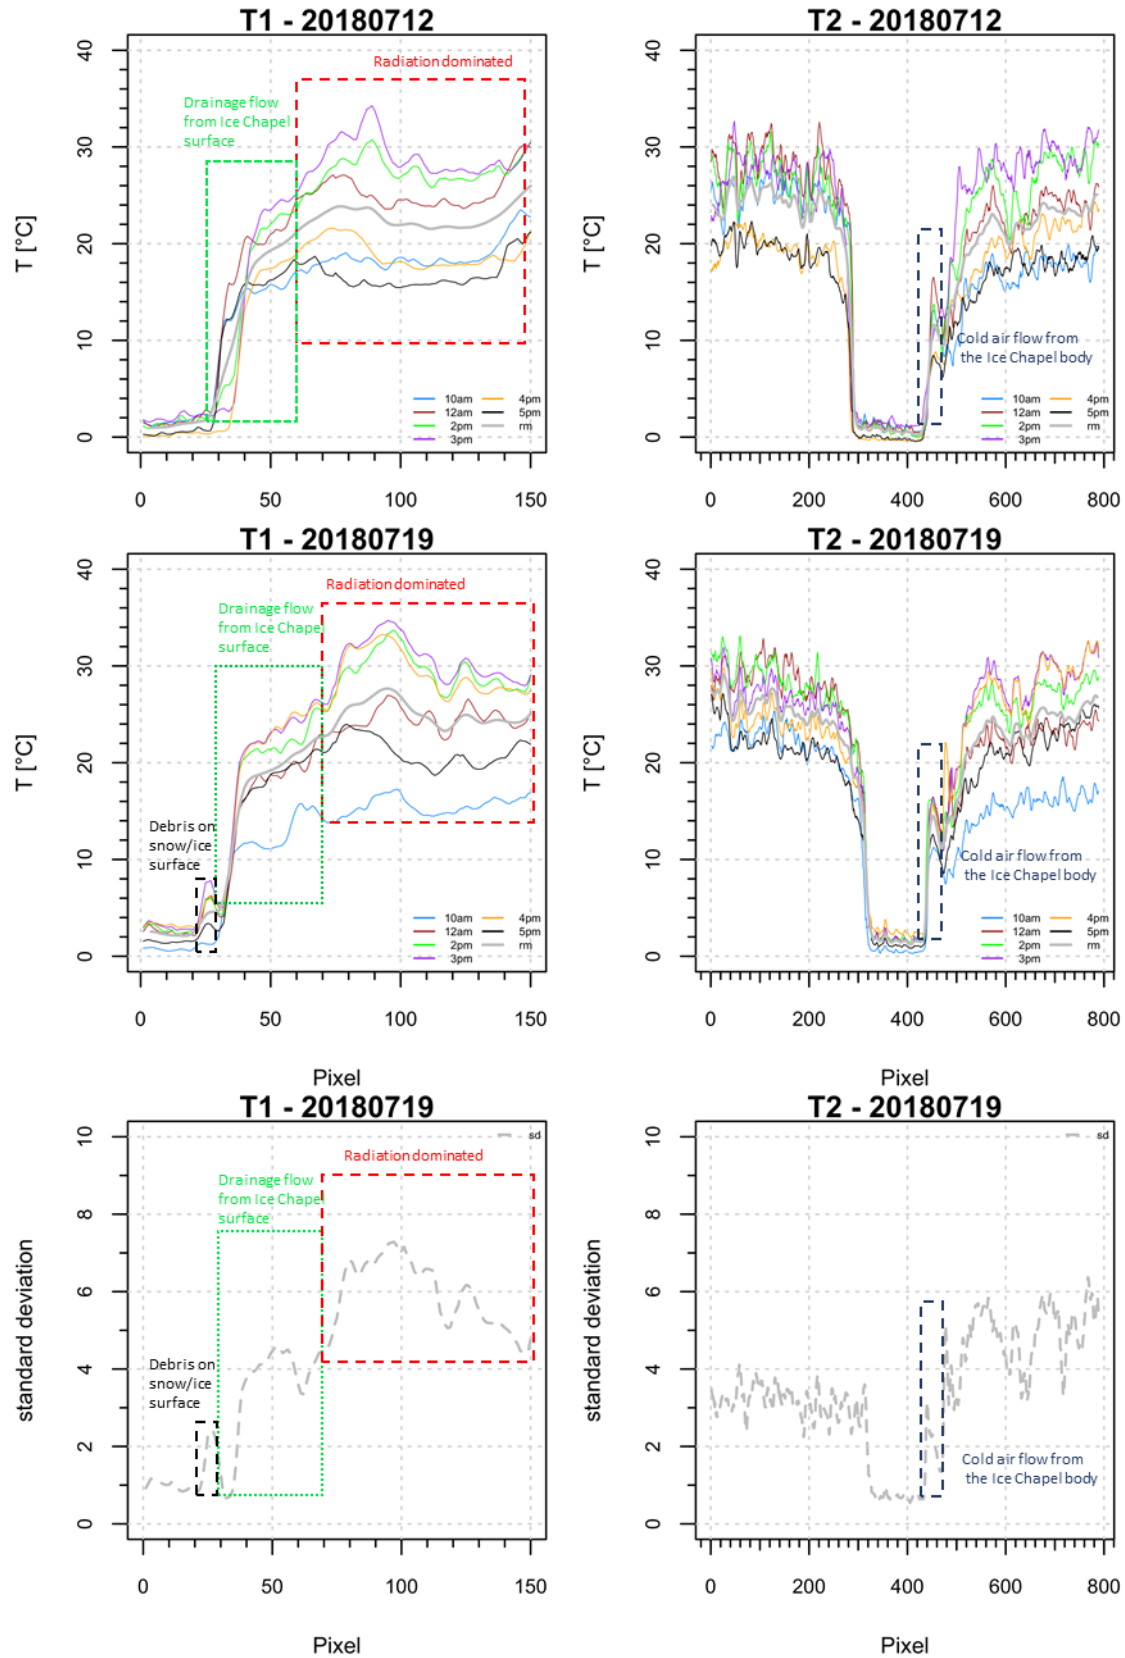 T1 - 20180712
T [°C]
40
30
20
10
0
Radiation dominated
Drainage flow
from Ice Chapel
surface
10am
12am
2pm
3pm
4pm
5pm
rm
0
50
100
150
T2 - 20180712
T [°C]
40
30
20
10
0
Cold air flow from
the Ice Chapel body
10am
12am
2pm
3pm
4pm
5pm
rm
0
200
400
600
800
T1 - 20180719
T [°C]
40
30
20
10
0
Radiation dominated
Drainage flow
from Ice Chapel
surface
Debris on
snow/ice
surface
10am
12am
2pm
3pm
4pm
5pm
rm
0
50
100
150
Pixel
T2 - 20180719
T [°C]
40
30
20
10
0
Cold air flow from
the Ice Chapel body
10am
12am
2pm
3pm
4pm
5pm
rm
0
200
400
600
800
Pixel
T1 - 20180719
standard deviation
10
8
6
4
2
0
sd
Radiation dominated
Drainage flow
from Ice Chapel
surface
Debris on
snow/ice
surface
0
50
100
150
Pixel
T2 - 20180719
standard deviation
10
8
6
4
2
0
sd
Cold air flow from
the Ice Chapel body
0
200
400
600
800
Pixel